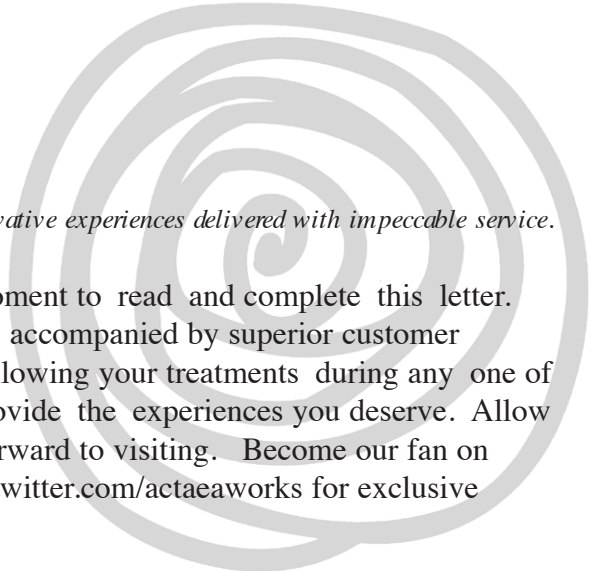 vative experiences delivered with impeccable service.
oment to read and complete this letter.
accompanied by superior customer
lowing your treatments during any one of
ovide the experiences you deserve. Allow
rward to visiting. Become our fan on
witter.com/actaeaworks for exclusive